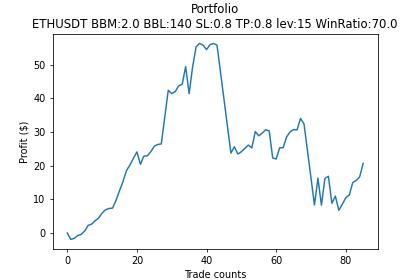 Portfolio
ETHUSDT BBM:2.0 BBL:140 SL:0.8 TP:0.8 lev:15 WinRatio:70.0
Profit ($)
50
40
30
20
10
0
0 20 40 60 80
Trade counts